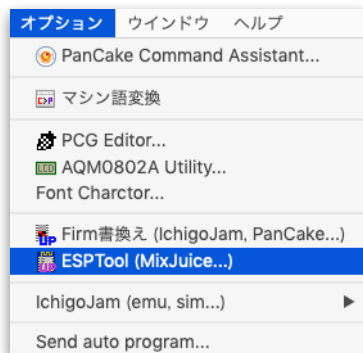 オプション ウインドウ ヘルプ
PanCake Command Assistant...
マシン語変換
PCG Editor...
AQM0802A Utility...
Font Charctor...
Firm書換え (IchigoJam, PanCake...)
ESPTool (MixJuice...)
IchigoJam (emu, sim...)
Send auto program...